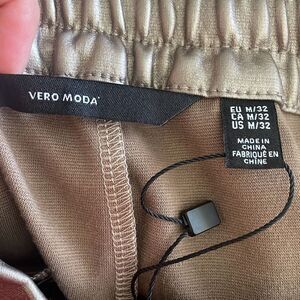 VERO MODA
EU M/32
CA M/32
US M/32
MADE IN
CHINA
FABRIQUÉ EN
CHINE